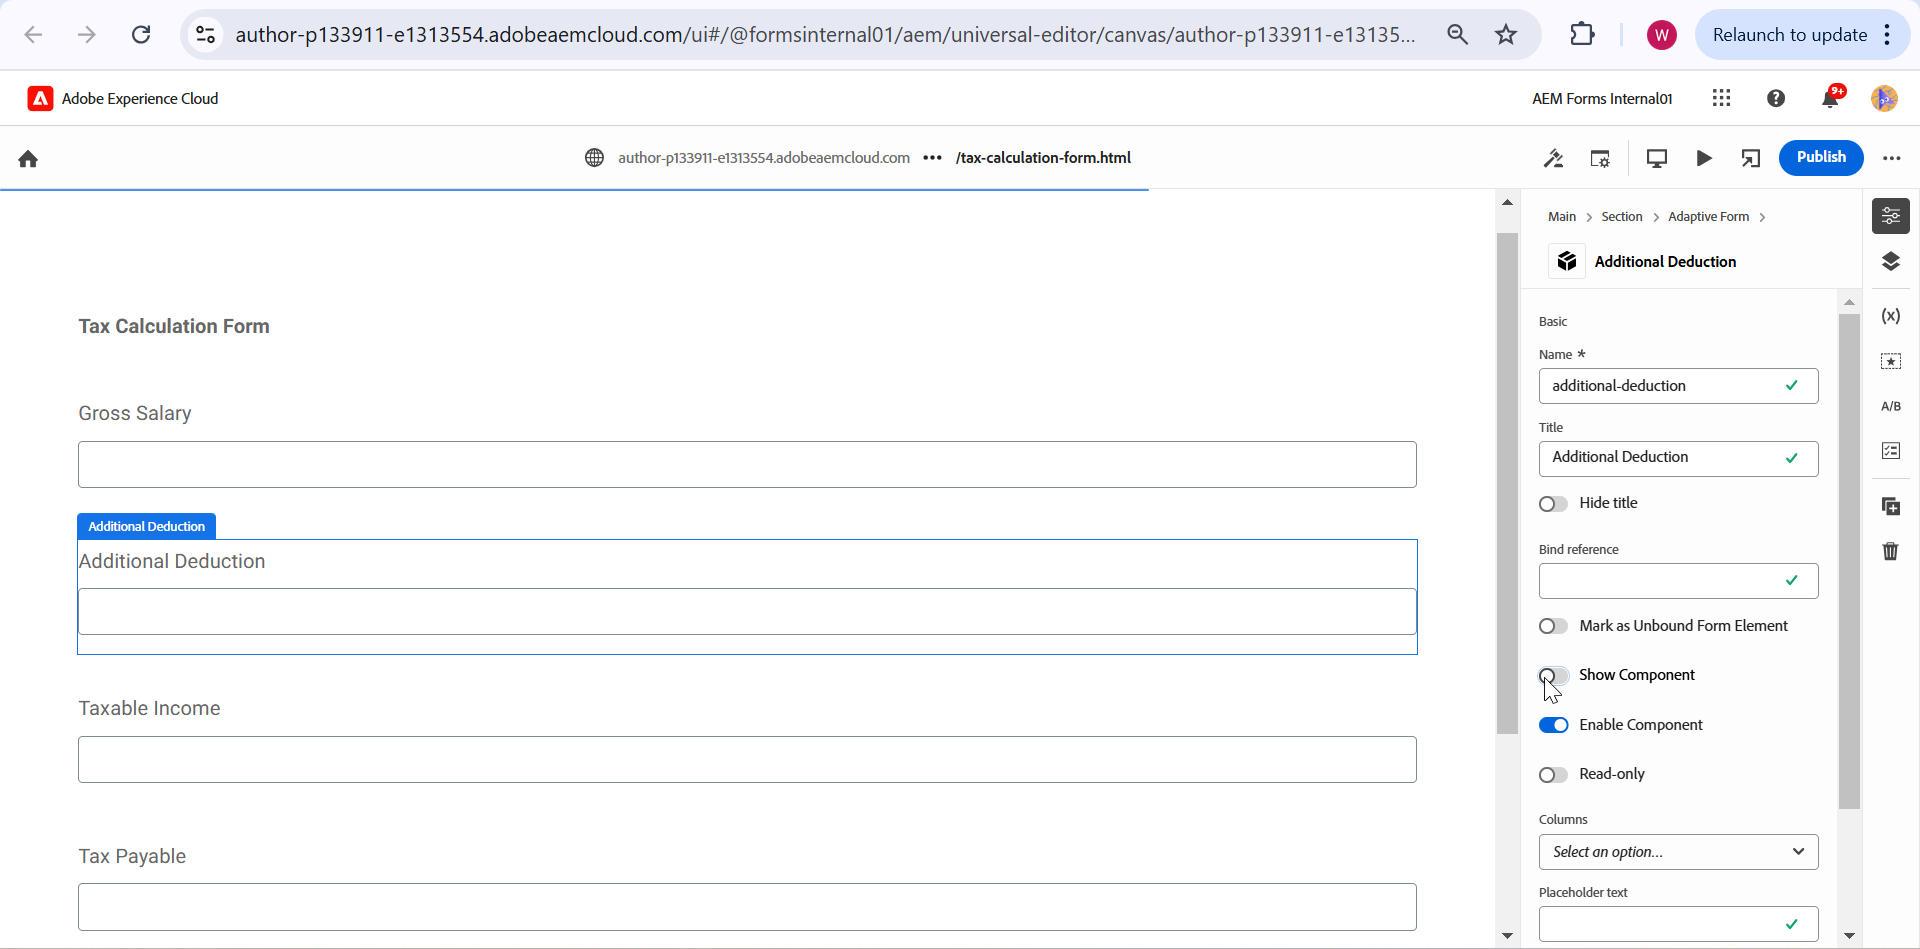 author-p133911-e1313554.adobeaemcloud.com/ui#/@formsinternal01/aem/universal-editor/canvas/author-p133911-e13135...
W
Relaunch to update
Adobe Experience Cloud
AEM Forms Internal01
9+
author-p133911-e1313554.adobeaemcloud.com ••• /tax-calculation-form.html
Publish
Main > Section > Adaptive Form >
Additional Deduction
Tax Calculation Form
Gross Salary
Additional Deduction
Additional Deduction
Taxable Income
Tax Payable
Basic
Name *
additional-deduction
Title
Additional Deduction
Hide title
Bind reference
Mark as Unbound Form Element
Show Component
Enable Component
Read-only
Columns
Select an option...
Placeholder text
(x)
A/B